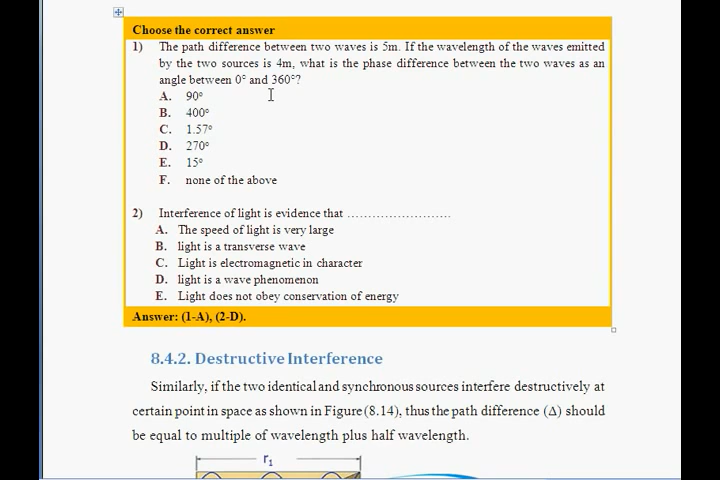 Choose the correct answer
1) The path difference between two waves is 5m. If the wavelength of the waves emitted
by the two sources is 4m, what is the phase difference between the two waves as an
angle between 0° and 360°?
A. 90°
B. 400°
C. 1.57°
D. 270°
E. 15°
F. none of the above
2) Interference of light is evidence that ………………………
A. The speed of light is very large
B. light is a transverse wave
C. Light is electromagnetic in character
D. light is a wave phenomenon
E. Light does not obey conservation of energy
Answer: (1-A), (2-D).
8.4.2. Destructive Interference
Similarly, if the two identical and synchronous sources interfere destructively at
certain point in space as shown in Figure (8.14), thus the path difference (Δ) should
be equal to multiple of wavelength plus half wavelength.
r1